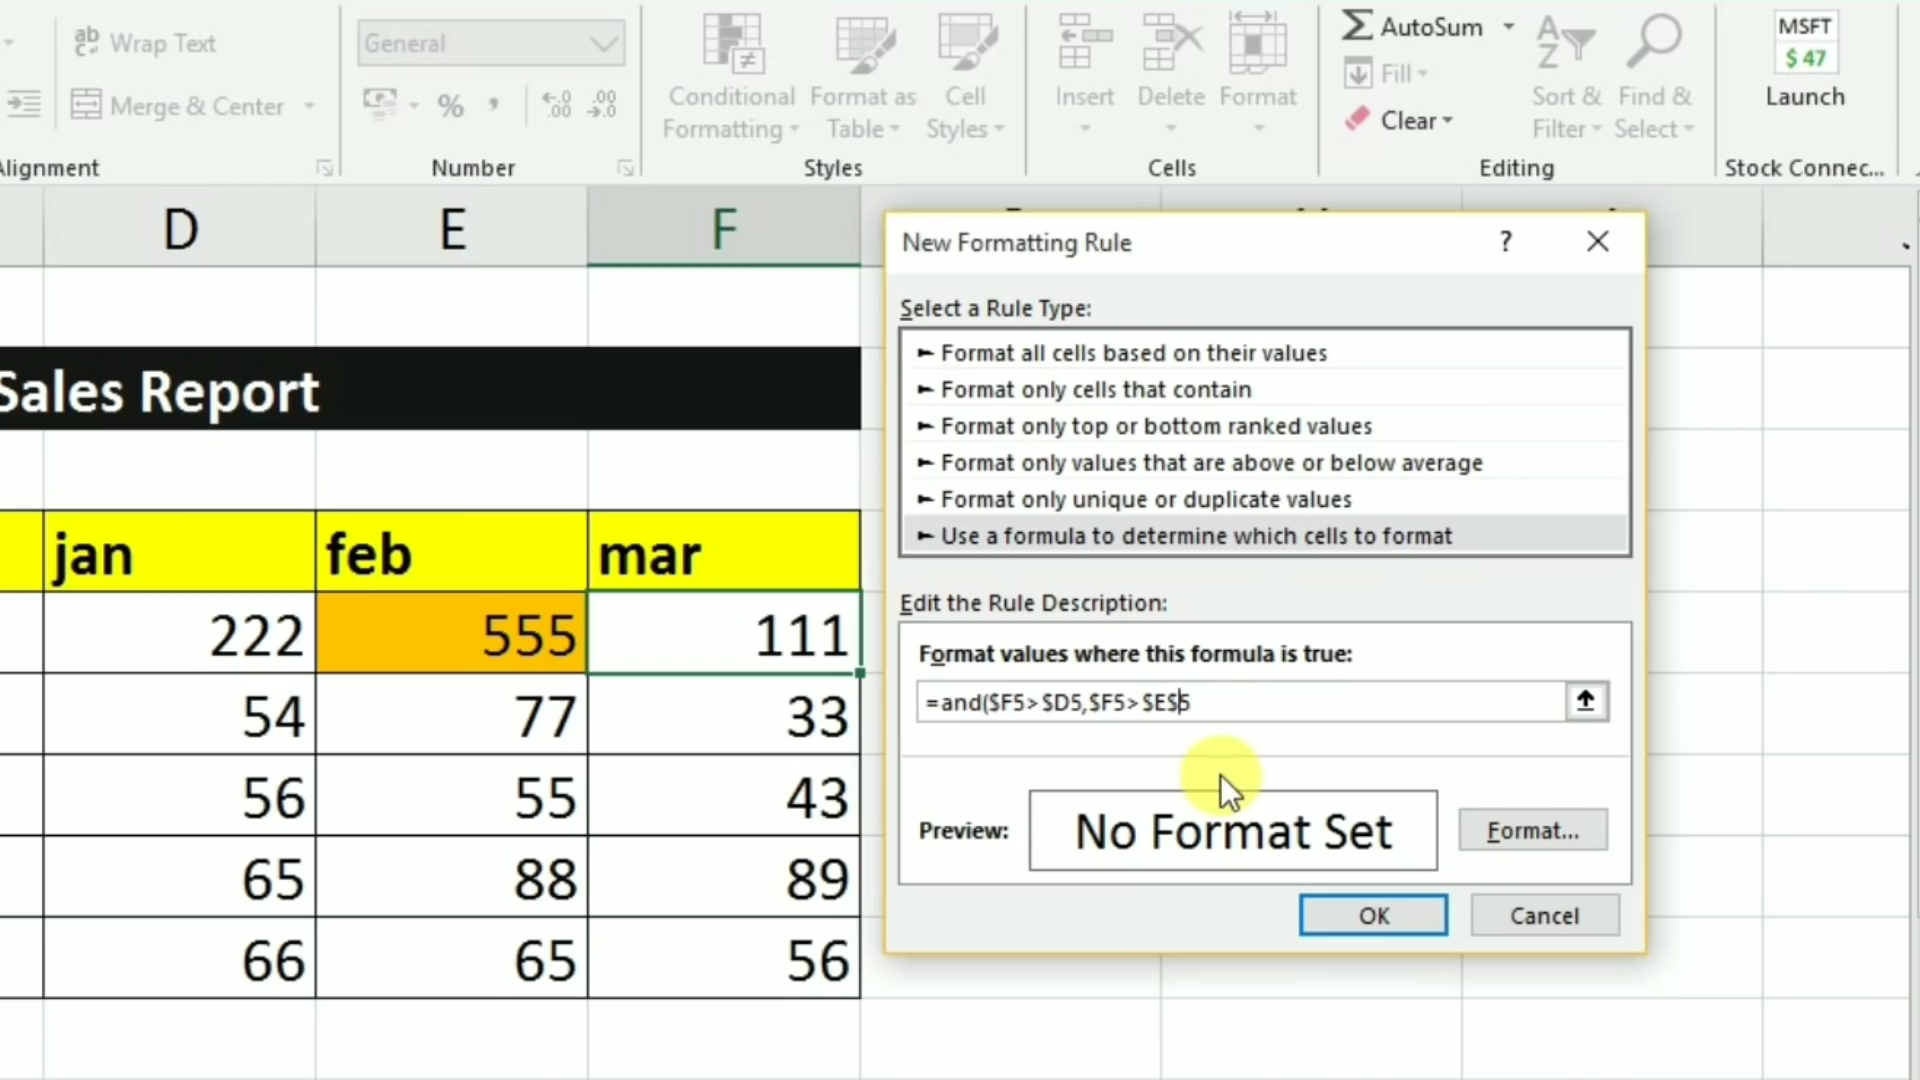 Wrap Text
General
AutoSum
MSFT
$ 47
Merge & Center
%
Conditional Formatting
Format as Table
Cell Styles
Insert
Delete
Format
Fill
Clear
Sort & Filter
Find & Select
Launch
Alignment
Number
Styles
Cells
Editing
Stock Connec...
D E F
New Formatting Rule ?
Select a Rule Type:
► Format all cells based on their values
► Format only cells that contain
► Format only top or bottom ranked values
► Format only values that are above or below average
► Format only unique or duplicate values
► Use a formula to determine which cells to format
Edit the Rule Description:
Format values where this formula is true:
=and($F5>$D5,$F5>$E$5
Preview: No Format Set Format...
OK Cancel
Sales Report
jan feb mar
222 555 111
54 77 33
56 55 43
65 88 89
66 65 56